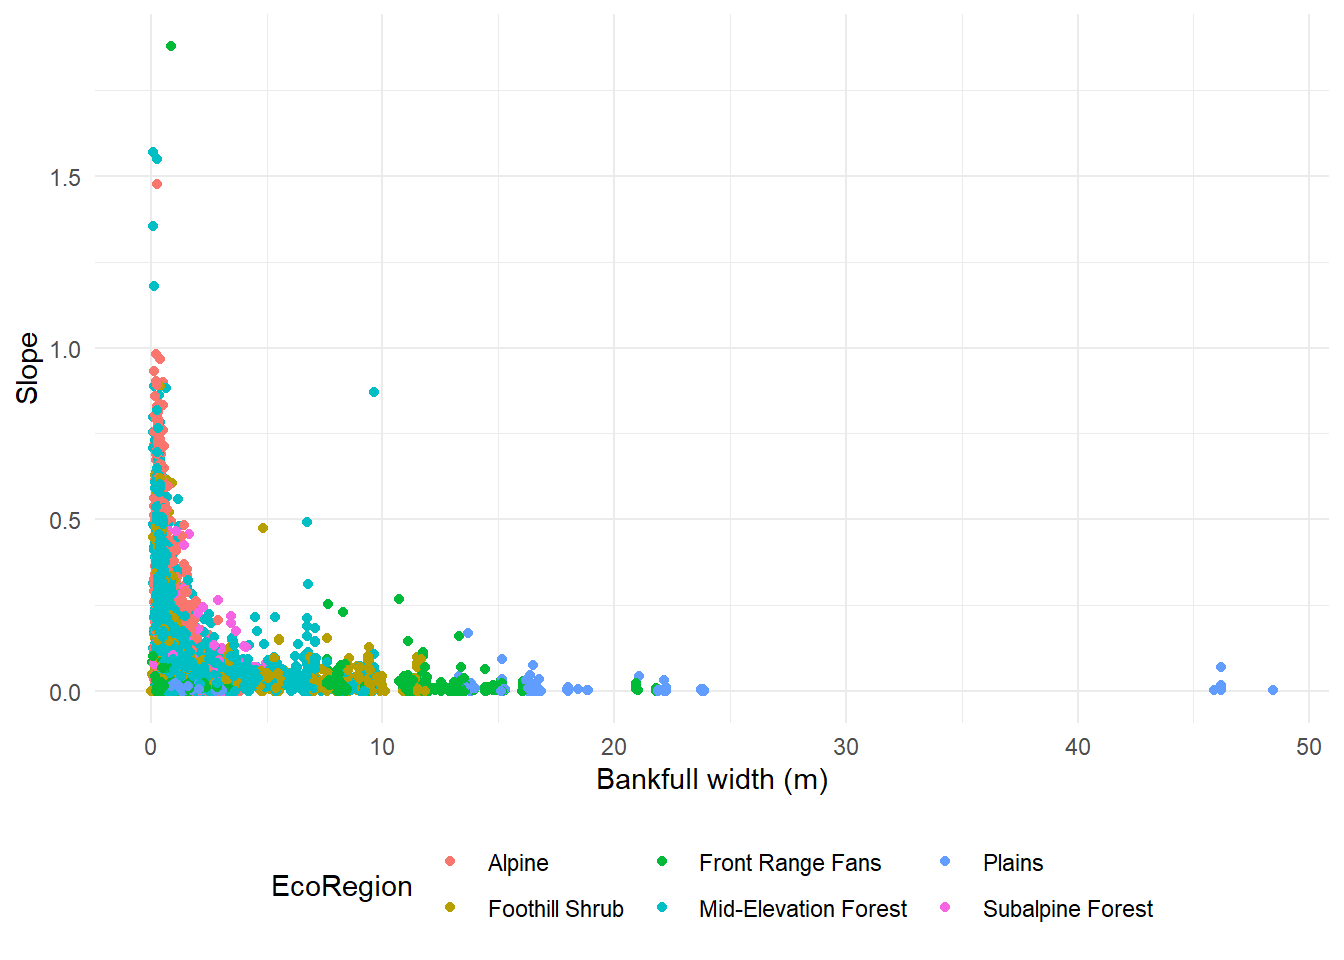 1.5
1.0
0.5
0.0
Slope
0 10 20 30 40 50
Bankfull width (m)
EcoRegion
Alpine Front Range Fans Plains
Foothill Shrub Mid-Elevation Forest Subalpine Forest